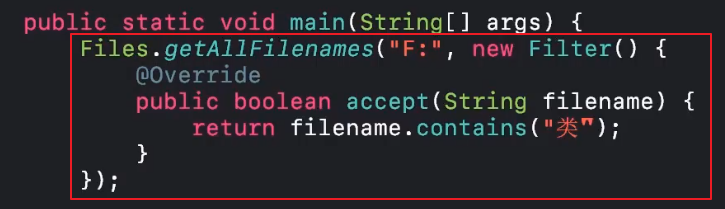 public static void main(String[] args) {
Files.getAllFilenames("F:", new Filter() {
@Override
public boolean accept(String filename) {
return filename.contains("类");
}
});